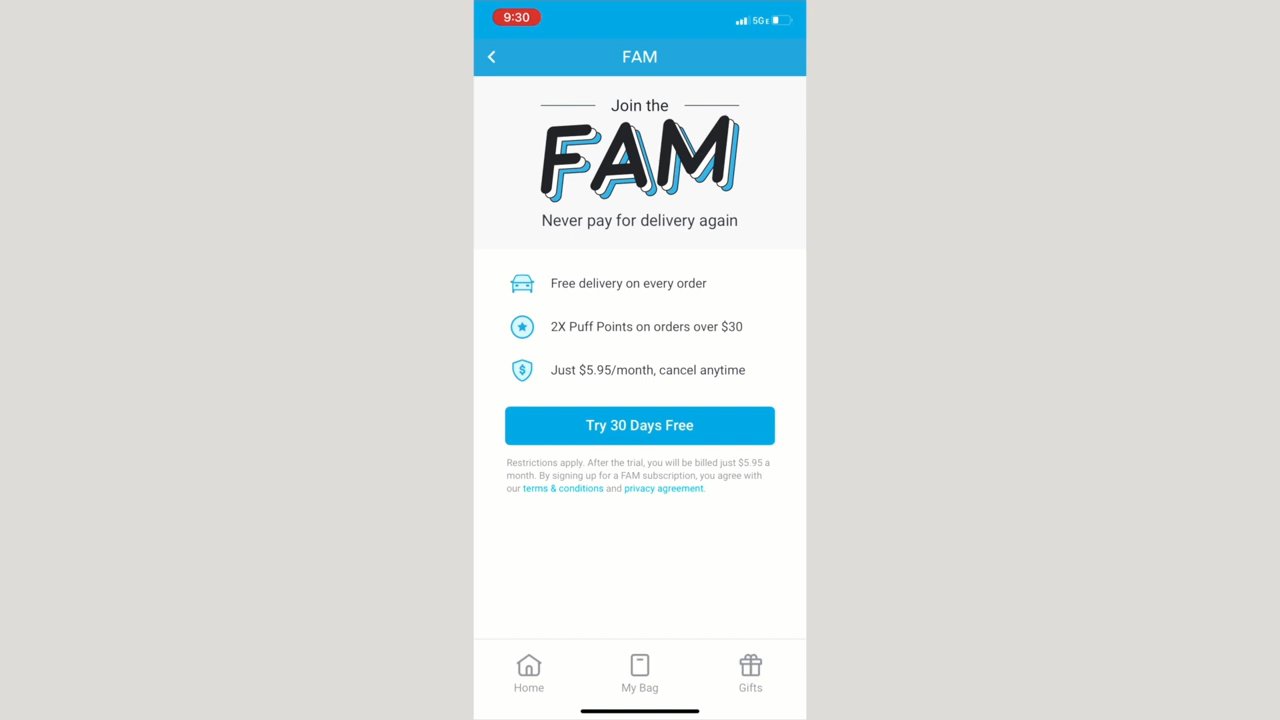 9:30
5GE
FAM
Join the
FAM
Never pay for delivery again
Free delivery on every order
2X Puff Points on orders over $30
Just $5.95/month, cancel anytime
Try 30 Days Free
Restrictions apply. After the trial, you will be billed just $5.95 a
month. By signing up for a FAM subscription, you agree with
our terms & conditions and privacy agreement.
Home
My Bag
Gifts